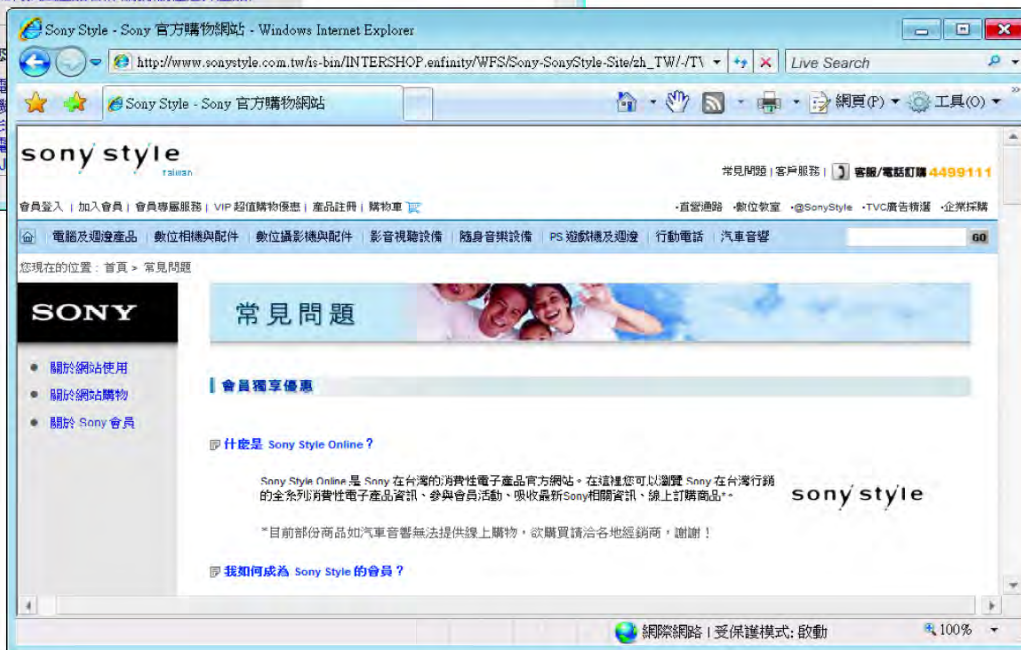 Sony Style - Sony 官方購物網站 - Windows Internet Explorer
http://www.sonystyle.com.tw/is-bin/INTERSHOP.enfinity/WFS/Sony-SonyStyle-Site/zh_TW/-/T
Live Search
Sony Style - Sony 官方購物網站
網頁(P)
工具(O)
sony style
taiwan
常見問題 | 客戶服務 | 客服/電話訂購 4499111
會員登入 | 加入會員 | 會員專屬服務 | VIP 超值購物優惠 | 產品註冊 | 購物車
‧直營通路 ‧數位教室 ‧@SonyStyle ‧TVC廣告精選 ‧企業採購
電腦及週邊產品 數位相機與配件 數位攝影機與配件 影音視聽設備 隨身音樂設備 PS 遊戲機及週邊 行動電話 汽車音響 GO
您現在的位置 : 首頁 > 常見問題
SONY
常見問題
關於網站使用
關於網站購物
關於 Sony 會員
會員獨享優惠
什麼是 Sony Style Online？
Sony Style Online 是 Sony 在台灣的消費性電子產品官方網站。在這裡您可以瀏覽 Sony 在台灣行銷
的全系列消費性電子產品資訊、參與會員活動、吸收最新Sony相關資訊、線上訂購商品*。
sony style
*目前部份商品如汽車音響無法提供線上購物，欲購買請洽各地經銷商，謝謝！
我如何成為 Sony Style 的會員？
網際網路 | 受保護模式: 啟動
100%